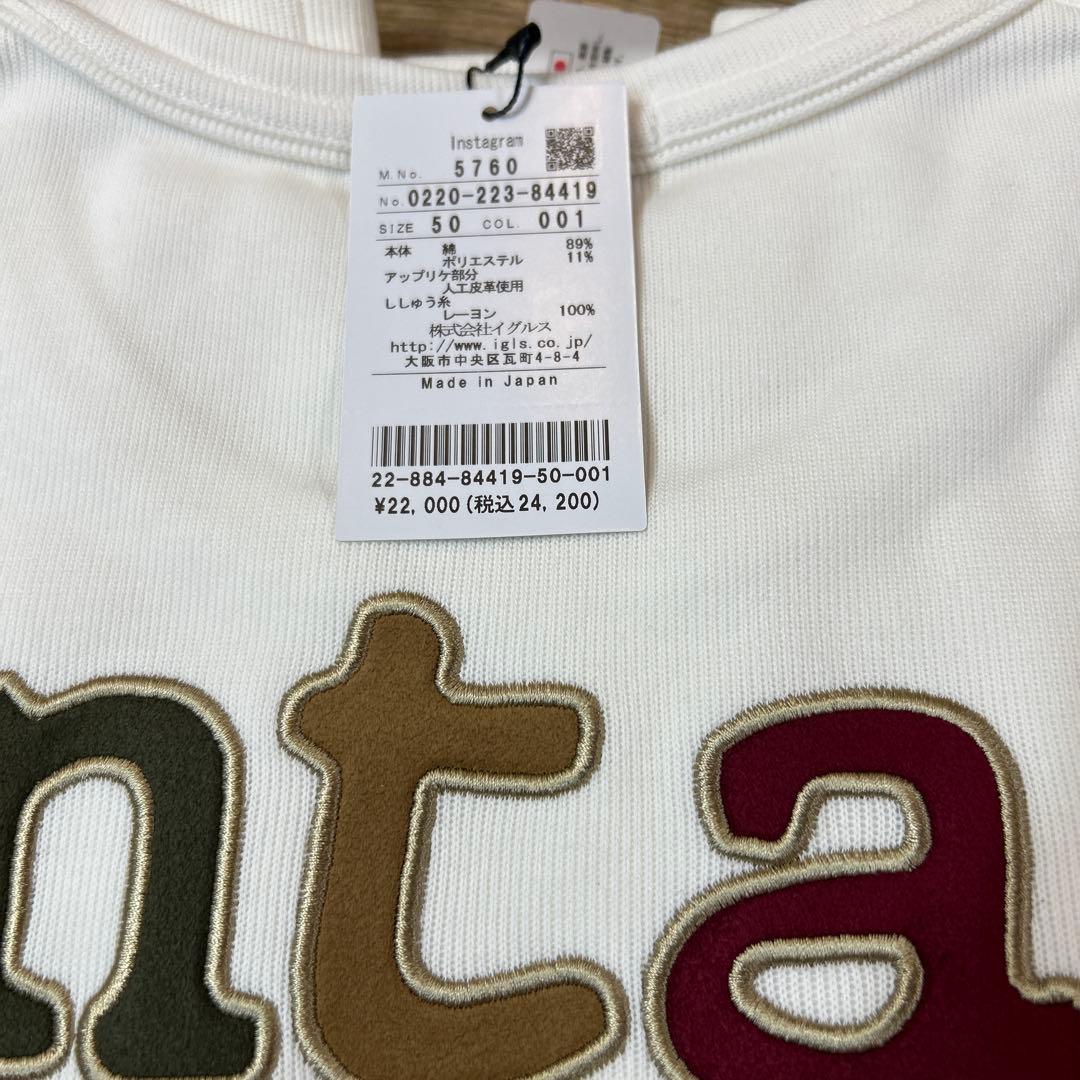 Instagram
M.No. 5760
No.0220-223-84419
SIZE 50 COL. 001
本体 綿 89%
ポリエステル 11%
アップリケ部分
人工皮革使用
ししゅう糸
レーヨン 100%
株式会社イグルス
http://www.igls.co.jp/
大阪市中央区瓦町4-8-4
Made in Japan
22-884-84419-50-001
¥22,000(税込24,200)
nta